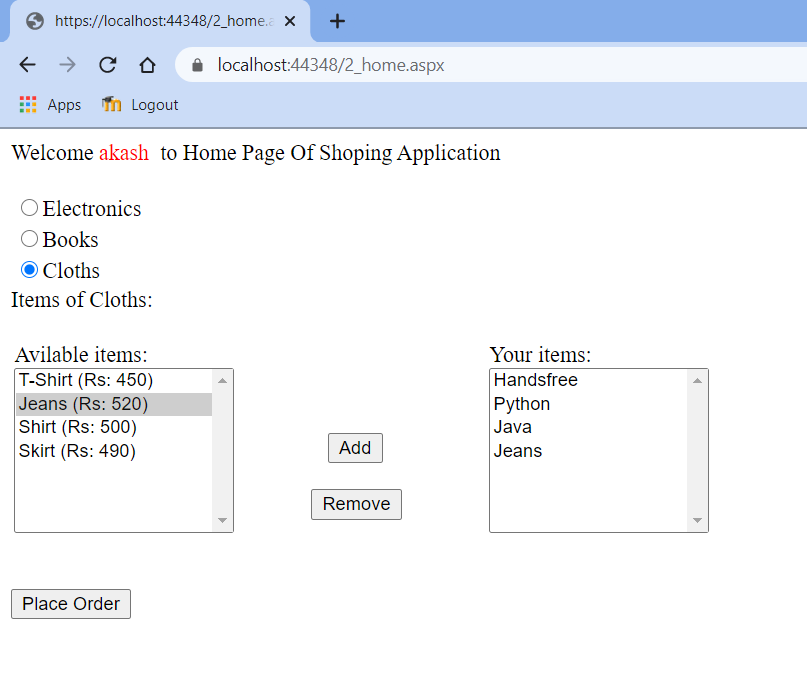 https://localhost:44348/2_home.a
localhost:44348/2_home.aspx
Apps Logout
Welcome akash to Home Page Of Shoping Application
Electronics
Books
Cloths
Items of Cloths:
Avilable items:
T-Shirt (Rs: 450)
Jeans (Rs: 520)
Shirt (Rs: 500)
Skirt (Rs: 490)
Add
Remove
Your items:
Handsfree
Python
Java
Jeans
Place Order